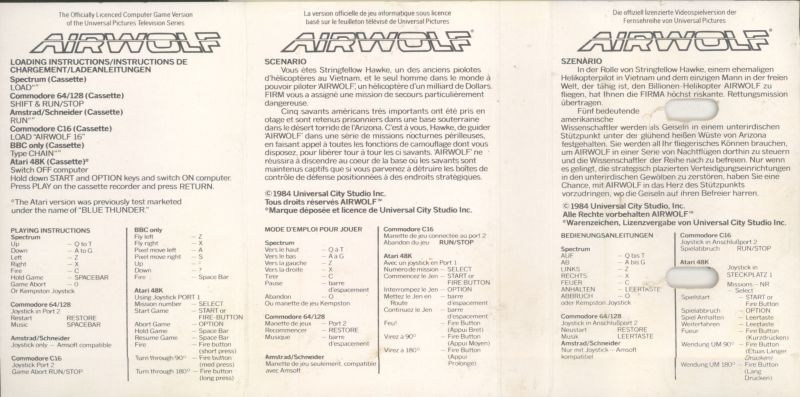 The Officially Licenced Computer Game Version
of the Universal Pictures Television Series
AIRWOLF
LOADING INSTRUCTIONS/INSTRUCTIONS DE
CHARGEMENT/LADEANLEITUNGEN
Spectrum (Cassette)
LOAD""
Commodore 64/128 (Cassette)
SHIFT & RUN/STOP
Amstrad/Schneider (Cassette)
RUN""
Commodore C16 (Cassette)
LOAD "AIRWOLF 16"
BBC only (Cassette)
Type CHAIN""
Atari 48K (Cassette)*
Switch OFF computer
Hold down START and OPTION keys and switch ON computer.
Press PLAY on the cassette recorder and press RETURN.
*The Atari version was previously test marketed
under the name of "BLUE THUNDER."
PLAYING INSTRUCTIONS
Spectrum
Up – Q to T
Down – A to G
Left – Z
Right – X
Fire – C
Hold Game – SPACEBAR
Game Abort – O
Or Kempston Joystick
Commodore 64/128
Joystick in Port 2
Restart RESTORE
Music SPACEBAR
Amstrad/Schneider
Joystick only – Amsoft compatible
Commodore C16
Joystick Port 2
Game Abort RUN/STOP
BBC only
Fly left – Z
Fly right – X
Pixel move left – A
Pixel move right – S
Up
Down – ?
Fire – Space Bar
Atari 48K
Using Joystick PORT 1
Mission number – SELECT
Start Game – START or
FIRE-BUTTON
Abort Game – OPTION
Hold Game – Space Bar
Resume Game – Space Bar
Fire – Fire button
(short press)
Turn through 90° – Fire button
(med press)
Turn through 180° – Fire button
(long press)
La version officielle de jeu informatique sous licence
basé sur le feuilleton télévisé de Universal Pictures
AIRWOLF
SCENARIO
Vous êtes Stringfellow Hawke, un des anciens pilotes
d'hélicoptères au Vietnam, et le seul homme dans le monde à
pouvoir piloter 'AIRWOLF', un hélicoptère d'un milliard de Dollars.
FIRM vous a assigné une mission de secours particulièrement
dangereuse.
Cinq savants américains très importants ont été pris en
otage et sont retenus prisonniers dans une base souterraine
dans le désert torride de l'Arizona. C'est à vous, Hawke, de guider
'AIRWOLF' dans une série de missions nocturnes périlleuses,
en faisant appel à toutes les fonctions de camouflage dont vous
disposez, pour libérer tour à tour les ci savants. 'AIRWOLF' ne
réussira à discendre au coeur de la base ou les savants sont
maintenus captifs que si vous parvenez à détruire les boîtes de
contrôle de défense positionnées à des endroits stratégiques.
©1984 Universal City Studio Inc.
Tous droits réservés AIRWOLF™
*Marque déposée et licence de Universal City Studio Inc.
MODE D'EMPLOI POUR JOUER
Spectrum
Vers le haut – Q à T
Vers le bas – A à G
Vers la gauche – Z
Vers la droite – X
Tirer – C
Pause – barre
d'espacement
Abandon – O
Ou manette de jeu Kempston
Commodore 64/128
Manette de jeux – Port 2
Recommencer RESTORE
Musique – barre
d'espacement
Amstrad/Schneider
Manette de jeu seulement, compatible
avec Amsoft
Commodore C16
Manette de jeu connectée au port 2
Abandon du jeu RUN/STOP
Atari 48K
Avec un joystick en Port 1
Numero de mission – SELECT
Commencez le Jen – START or
FIRE BUTTON
Interrompez le Jen – OPTION
Mettez le Jen en – barre
Route d'espacement
Continuez le Jen – barre
d'espacement
Feu! – Fire Button
(Appui Breti)
Virez à 90° – Fire Button
(Appui Moyen)
Virez à 180° – Fire Button
(Appui
Prolonge)
Die offiziell lizenzierte Videospielversion der
Fernsehreihe von Universal Pictures
AIRWOLF
SZENÁRIO
In der Rolle von Stringfellow Hawke, einem ehemaligen
Helikopterpilot in Vietnam und dem einzigen Mann in der freien
Welt, der tähig ist, den Billionen-Helikopter AIRWOLF zu
fliegen, hat Ihnen die FIRMA höchst riskante. Rettungsmission
übertragen.
Fünf bedeutende
amerikanische
Wissenschaftler werden als Geiseln in einem unterirdischen
Stützpunkt unter der glühend heißen Wüste von Arizona
festgehalten. Sie werden all Ihr fliegerisches Können brauchen,
um AIRWOLF in einer Serie von Nachtflügen dorthin zu steuern
und die Wissenschaftler der Reihe nach zu befreien. Nur wenn
es gelingt, die strategisch plazierten Verteidigungseinrichtungen
in den unterirdischen Gewölben zu zerstören, haben Sie eine
Chance, mit AIRWOLF in das Herz des Stützpunkts
vorzudringen, wo die Geiseln auf ihren Befreier harren.
©1984 Universal City Studio Inc.
Alle Rechte vorbehalten AIRWOLF™
*Warenzeichen, Lizenzvergabe von Universal City Studio Inc.
BEDIENUNGSANLEITUNGEN
Spectrum
AUF – Q bis T
AB – A bis G
LINKS – Z
RECHTS – X
FEUER – C
ANHALTEN – LEERTASTE
ABBRUCH – O
oder Kempston Joystick
Commodore 64/128
Joystick in Anschlußport 2
Neustart RESTORE
Musik LEERTASTE
Amstrad/Schneider
Nur mit Joystick – Amsoft
kompatibel
Commodore C16
Joystick in Anschlußport 2
Spielabbruch RUN/STOP
Atari 48K
Joystick in
STECKPLATZ 1
Missions – NR
Select
Spielstart – START or
Fire Button
Spielabbruch – OPTION
Spiel Anhalten – Leertaste
Weiterfahren – Leertaste
Fueur – Fire Button
(Kurzdrücken)
Wendung UM 90° – Fire Button
(Etwas Länger
Drucken)
Wendung UM 180° – Fire Button
(Lang
Drucken)